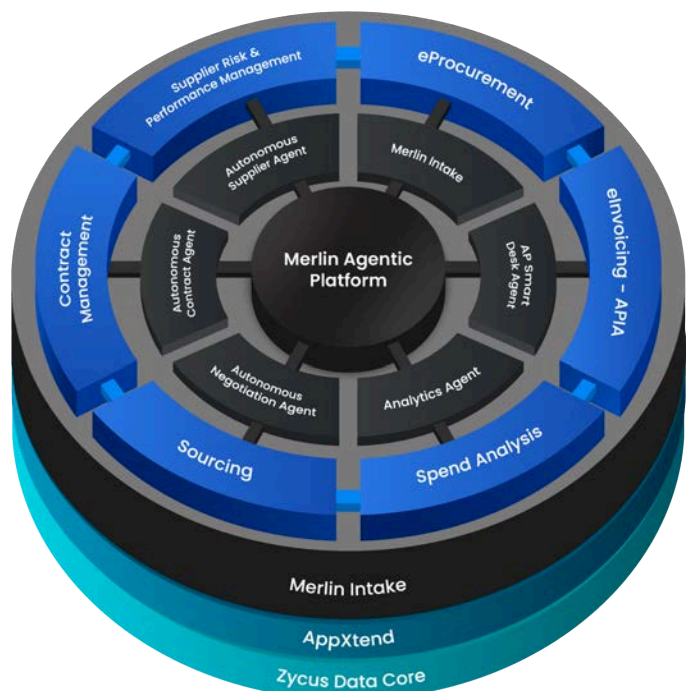 Supplier Risk &
Performance Management
eProcurement
Autonomous
Supplier Agent
Merlin Intake
Contract
Management
Autonomous
Contract Agent
Merlin Agentic
Platform
AP Smart
Desk Agent
eInvoicing - APIA
Autonomous
Negotiation Agent
Analytics Agent
Sourcing
Spend Analysis
Merlin Intake
AppXtend
Zycus Data Core